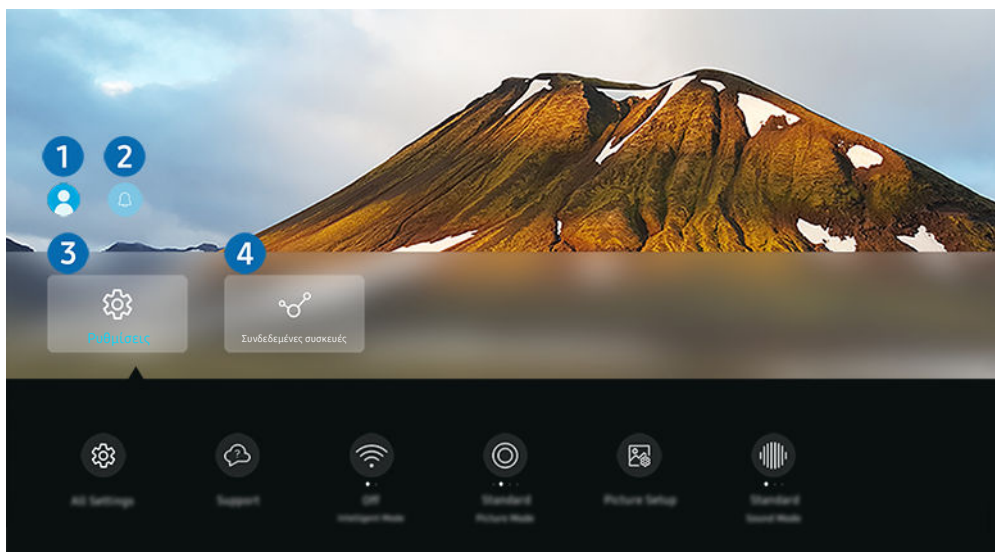 1 2
3 4
Ρυθμίσεις
Συνδεδεμένες συσκευές
?
All Settings
Support
Off
Intelligent Mode
Standard
Picture Mode
Picture Setup
Standard
Sound Mode